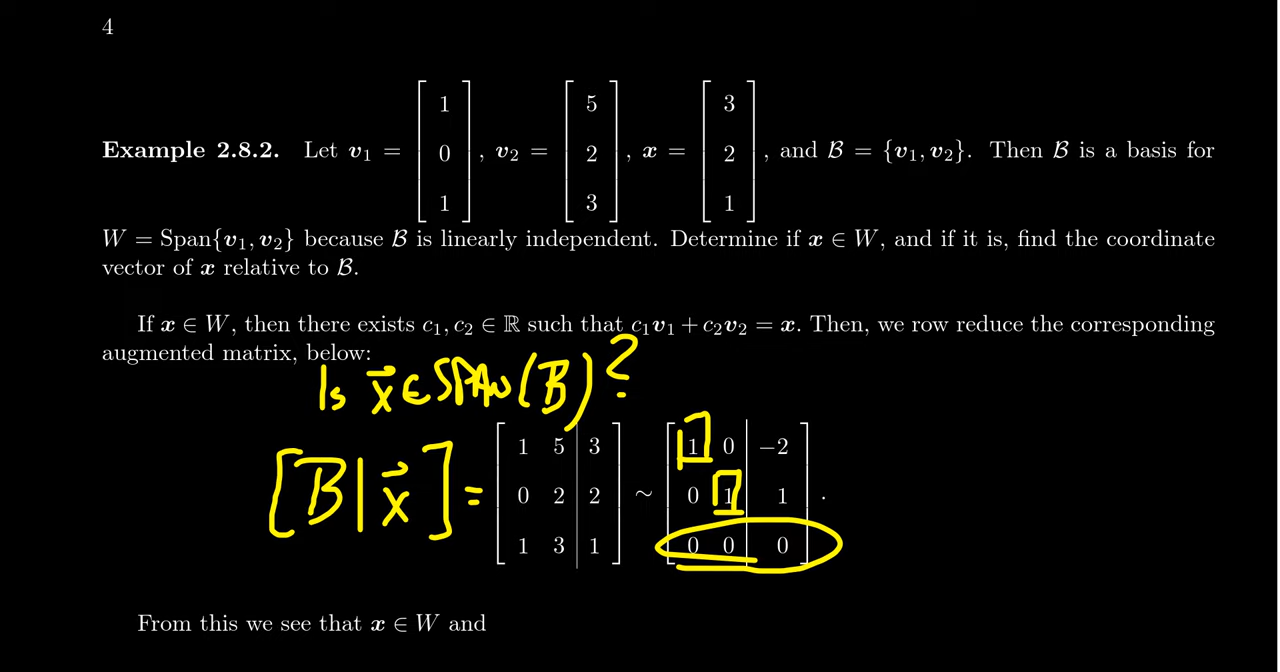 4
Example 2.8.2. Let v₁ = [1 0 1], v₂ = [5 2 3], x = [3 2 1], and ℬ = {v₁, v₂}. Then ℬ is a basis for
W = Span{v₁, v₂} because ℬ is linearly independent. Determine if x ∈ W, and if it is, find the coordinate
vector of x relative to ℬ.
If x ∈ W, then there exists c₁, c₂ ∈ ℝ such that c₁v₁ + c₂v₂ = x. Then, we row reduce the corresponding
augmented matrix, below:
Is x⃗ ∈ SPAN(B)?
[B | x⃗] =
1 5 | 3   1 0 | −2
0 2 | 2 ∼ 0 1 | 1 .
1 3 | 1   0 0 | 0
From this we see that x ∈ W and